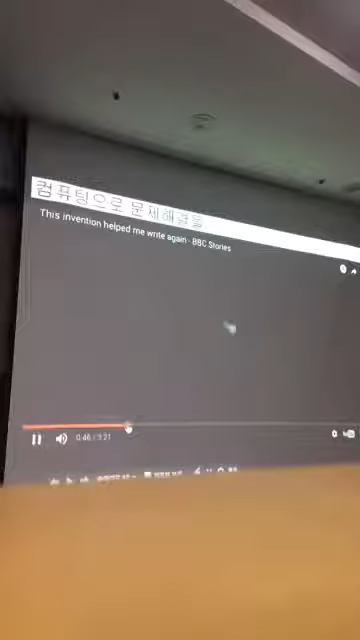 컴퓨팅으로 문제해결을
This invention helped me write again - BBC Stories
0:46 / 3:21